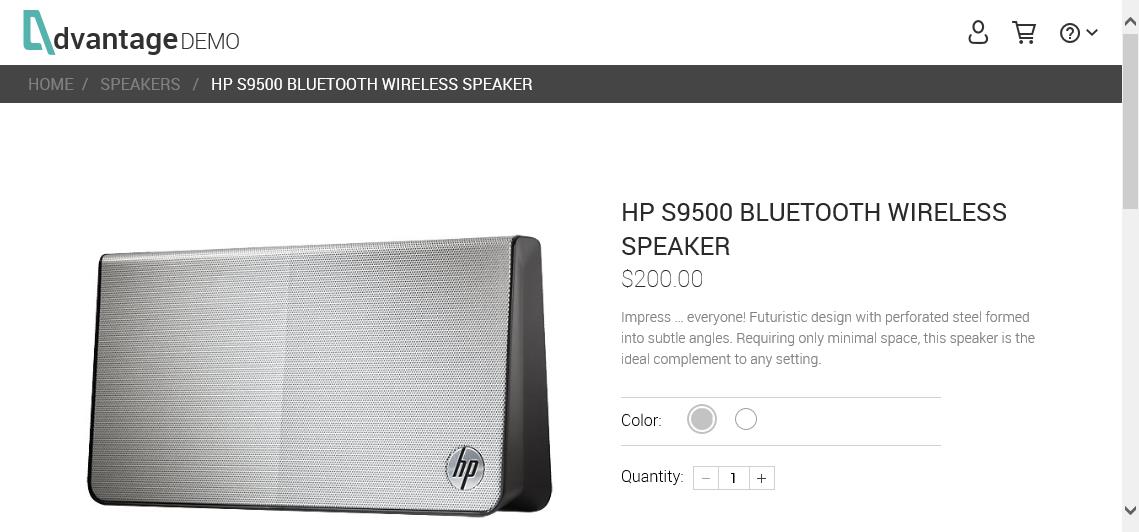 dvantage DEMO
HOME / SPEAKERS / HP S9500 BLUETOOTH WIRELESS SPEAKER
HP S9500 BLUETOOTH WIRELESS
SPEAKER
$200.00
Impress ... everyone! Futuristic design with perforated steel formed
into subtle angles. Requiring only minimal space, this speaker is the
ideal complement to any setting.
Color:
Quantity: − 1 +
hp